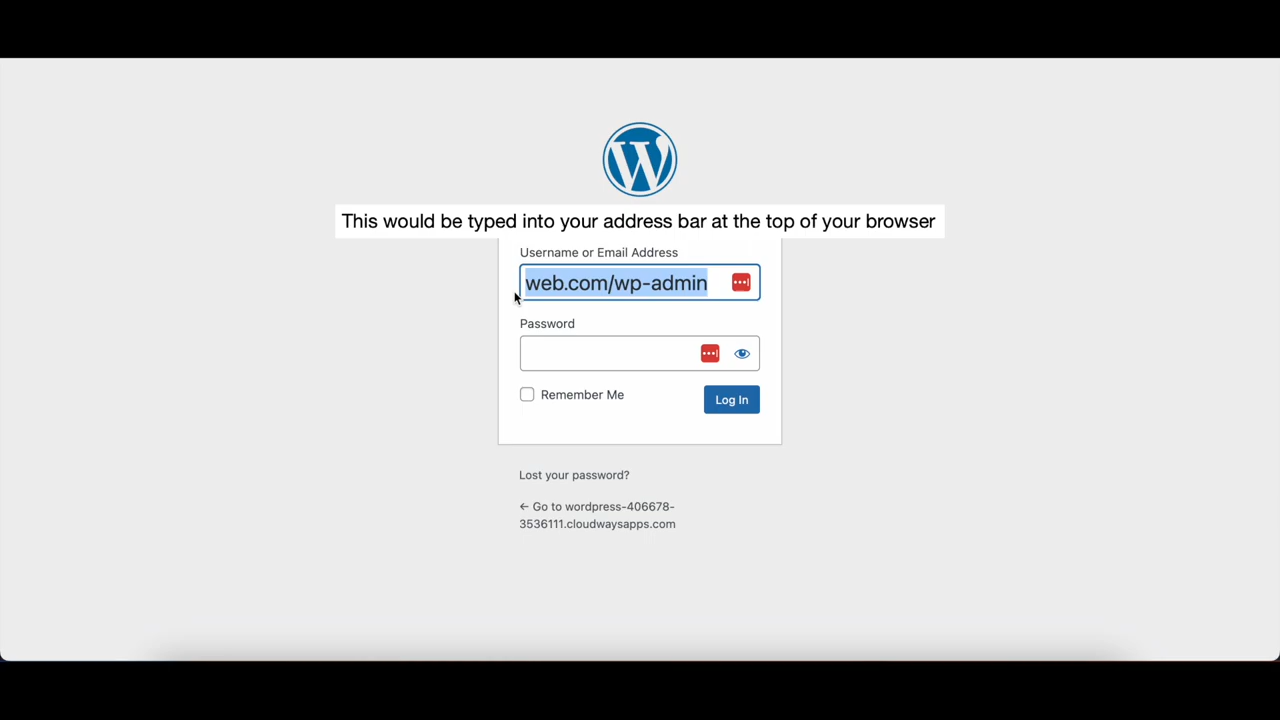 This would be typed into your address bar at the top of your browser
Username or Email Address
web.com/wp-admin
Password
Remember Me
Log In
Lost your password?
← Go to wordpress-406678-
3536111.cloudwaysapps.com